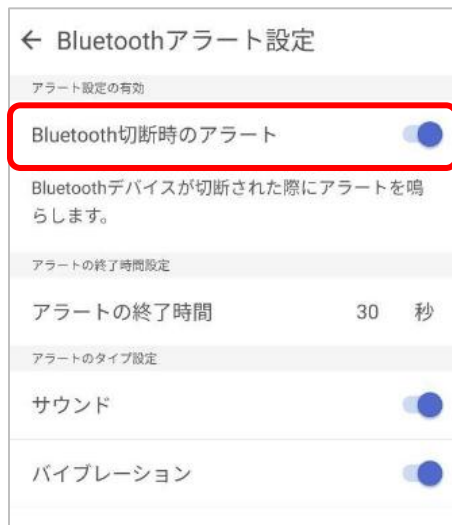 ← Bluetoothアラート設定
アラート設定の有効
Bluetooth切断時のアラート
Bluetoothデバイスが切断された際にアラートを鳴
らします。
アラートの終了時間設定
アラートの終了時間 30 秒
アラートのタイプ設定
サウンド
バイブレーション